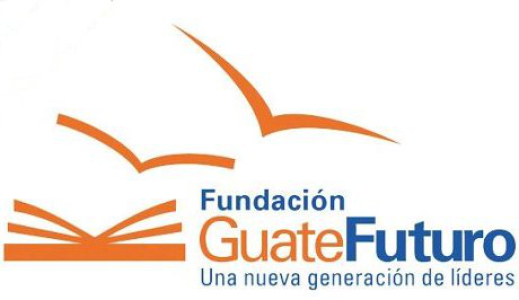 Fundación
GuateFuturo
Una nueva generación de líderes